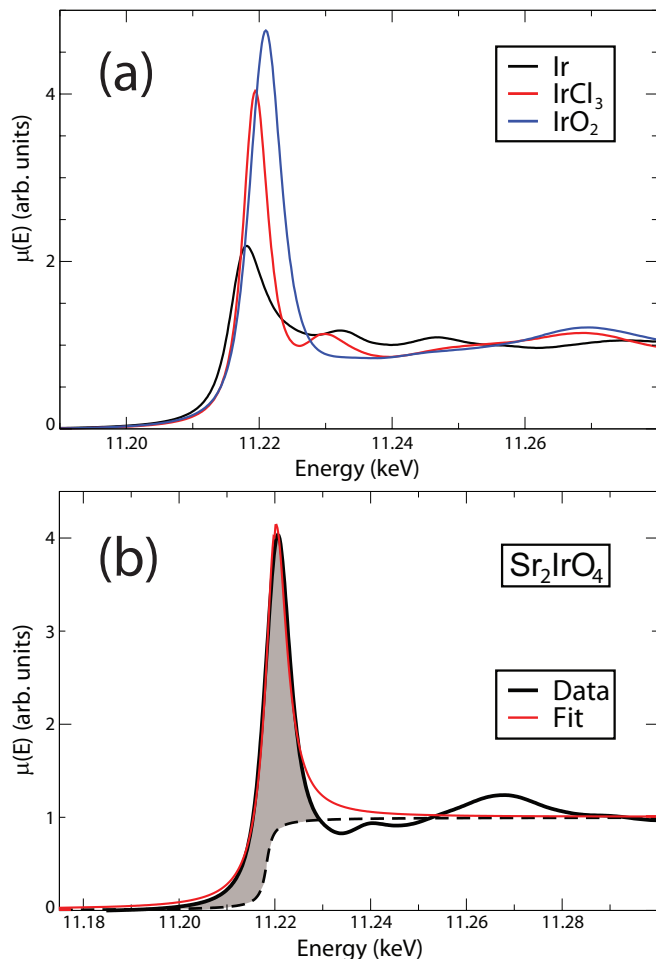 (a)
Ir
IrCl₃
IrO₂
μ(E) (arb. units)
4
2
0
11.20 11.22 11.24 11.26
Energy (keV)
(b)
Sr₂IrO₄
Data
Fit
μ(E) (arb. units)
4
3
2
1
0
11.18 11.20 11.22 11.24 11.26 11.28
Energy (keV)